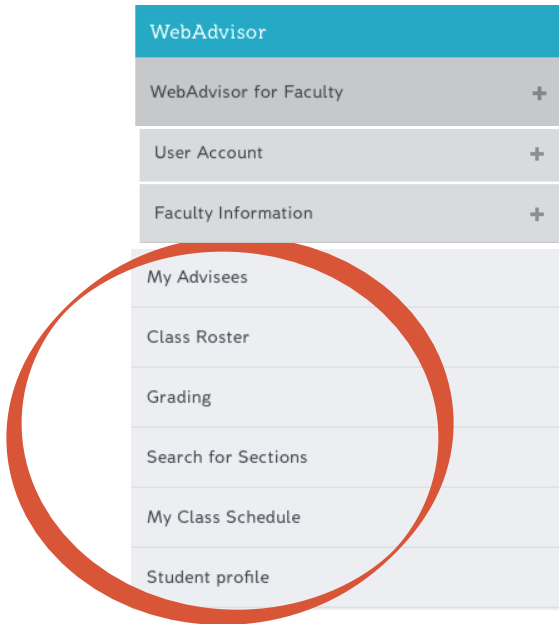 WebAdvisor
WebAdvisor for Faculty +
User Account +
Faculty Information +
My Advisees
Class Roster
Grading
Search for Sections
My Class Schedule
Student profile